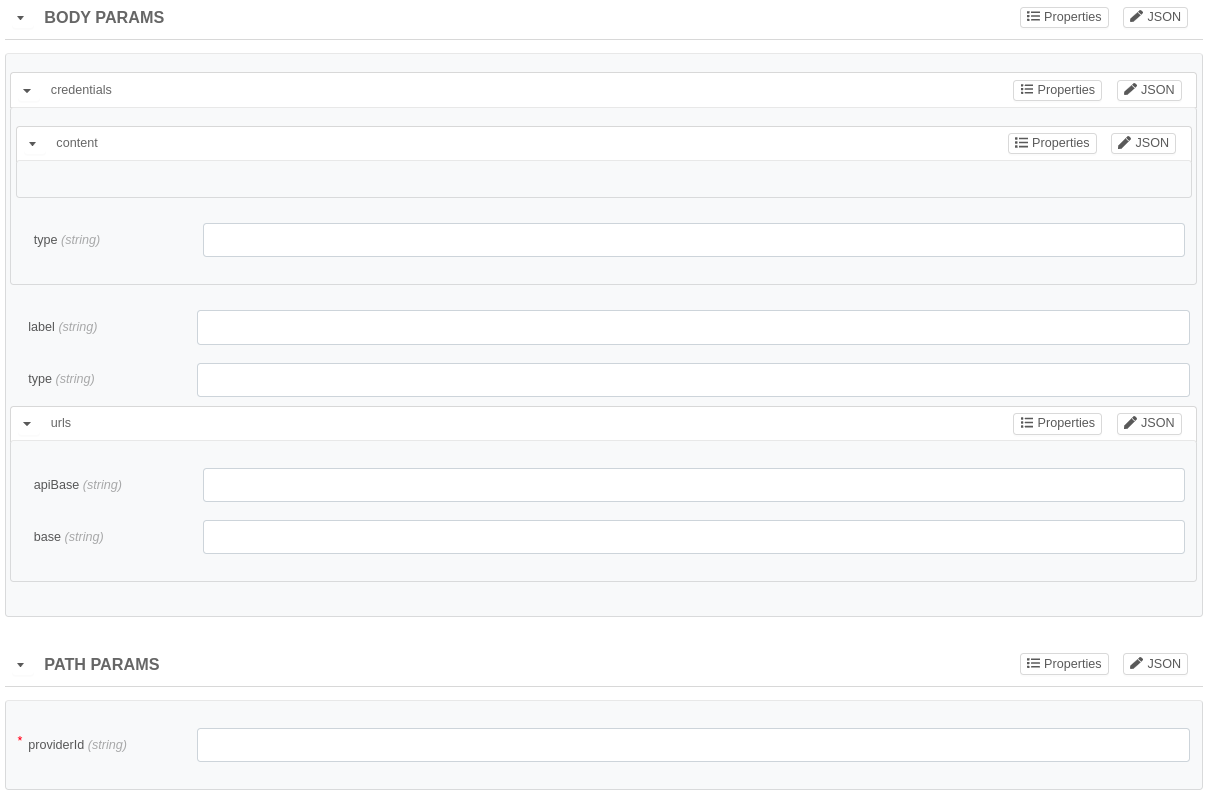 BODY PARAMS Properties JSON
credentials Properties JSON
content Properties JSON
type (string)
label (string)
type (string)
urls Properties JSON
apiBase (string)
base (string)
PATH PARAMS Properties JSON
* providerId (string)